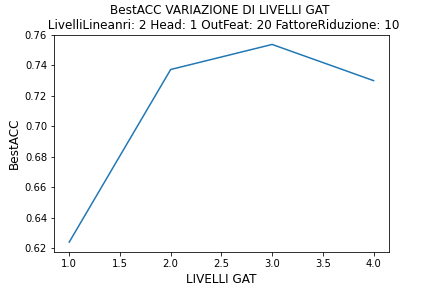 BestACC VARIAZIONE DI LIVELLI GAT
LivelliLineanri: 2 Head: 1 OutFeat: 20 FattoreRiduzione: 10
0.76
0.74
0.72
0.70
0.68
0.66
0.64
0.62
BestACC
1.0 1.5 2.0 2.5 3.0 3.5 4.0
LIVELLI GAT